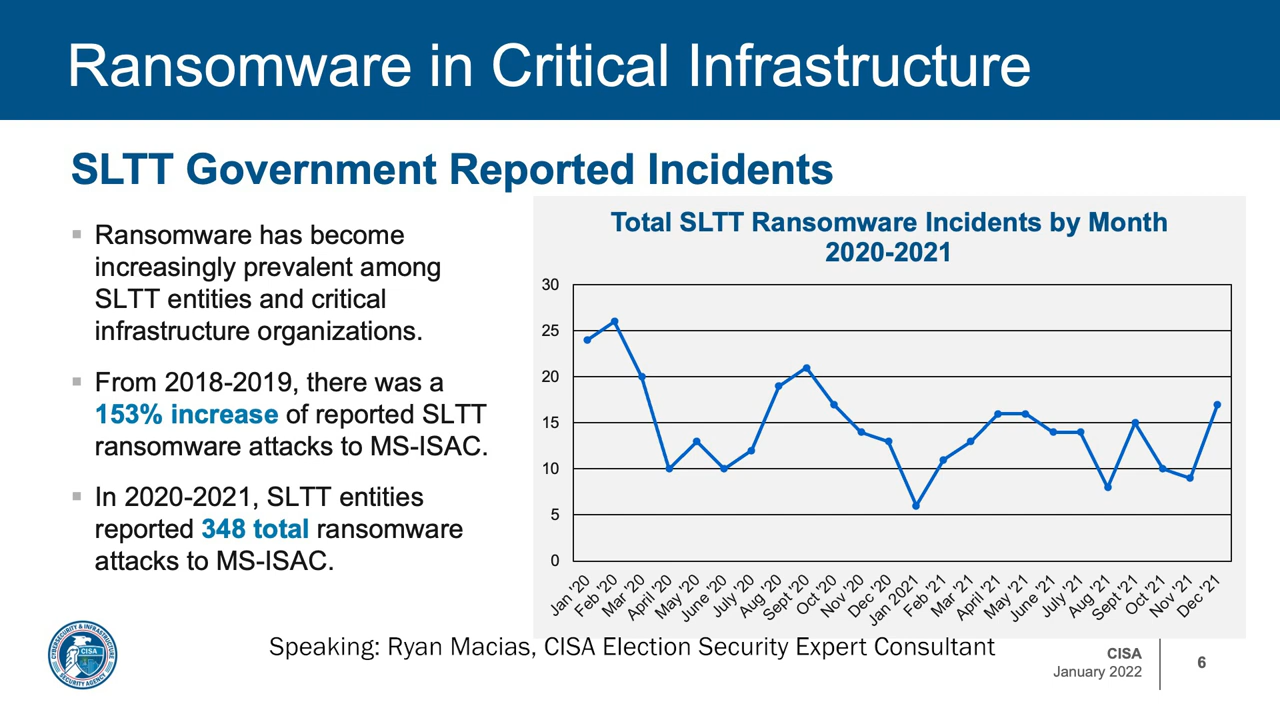 Ransomware in Critical Infrastructure
SLTT Government Reported Incidents
▪ Ransomware has become
increasingly prevalent among
SLTT entities and critical
infrastructure organizations.
▪ From 2018-2019, there was a
153% increase of reported SLTT
ransomware attacks to MS-ISAC.
▪ In 2020-2021, SLTT entities
reported 348 total ransomware
attacks to MS-ISAC.
Total SLTT Ransomware Incidents by Month
2020-2021
30
25
20
15
10
5
0
Jan '20
Feb '20
Mar '20
April '20
May '20
June '20
July '20
Aug '20
Sept '20
Oct '20
Nov '20
Dec '20
Jan 2021
Feb '21
Mar '21
April '21
May '21
June '21
July '21
Aug '21
Sept '21
Oct '21
Nov '21
Dec '21
CYBERSECURITY & INFRASTRUCTURE
CISA
SECURITY AGENCY
Speaking: Ryan Macias, CISA Election Security Expert Consultant
CISA
January 2022
6